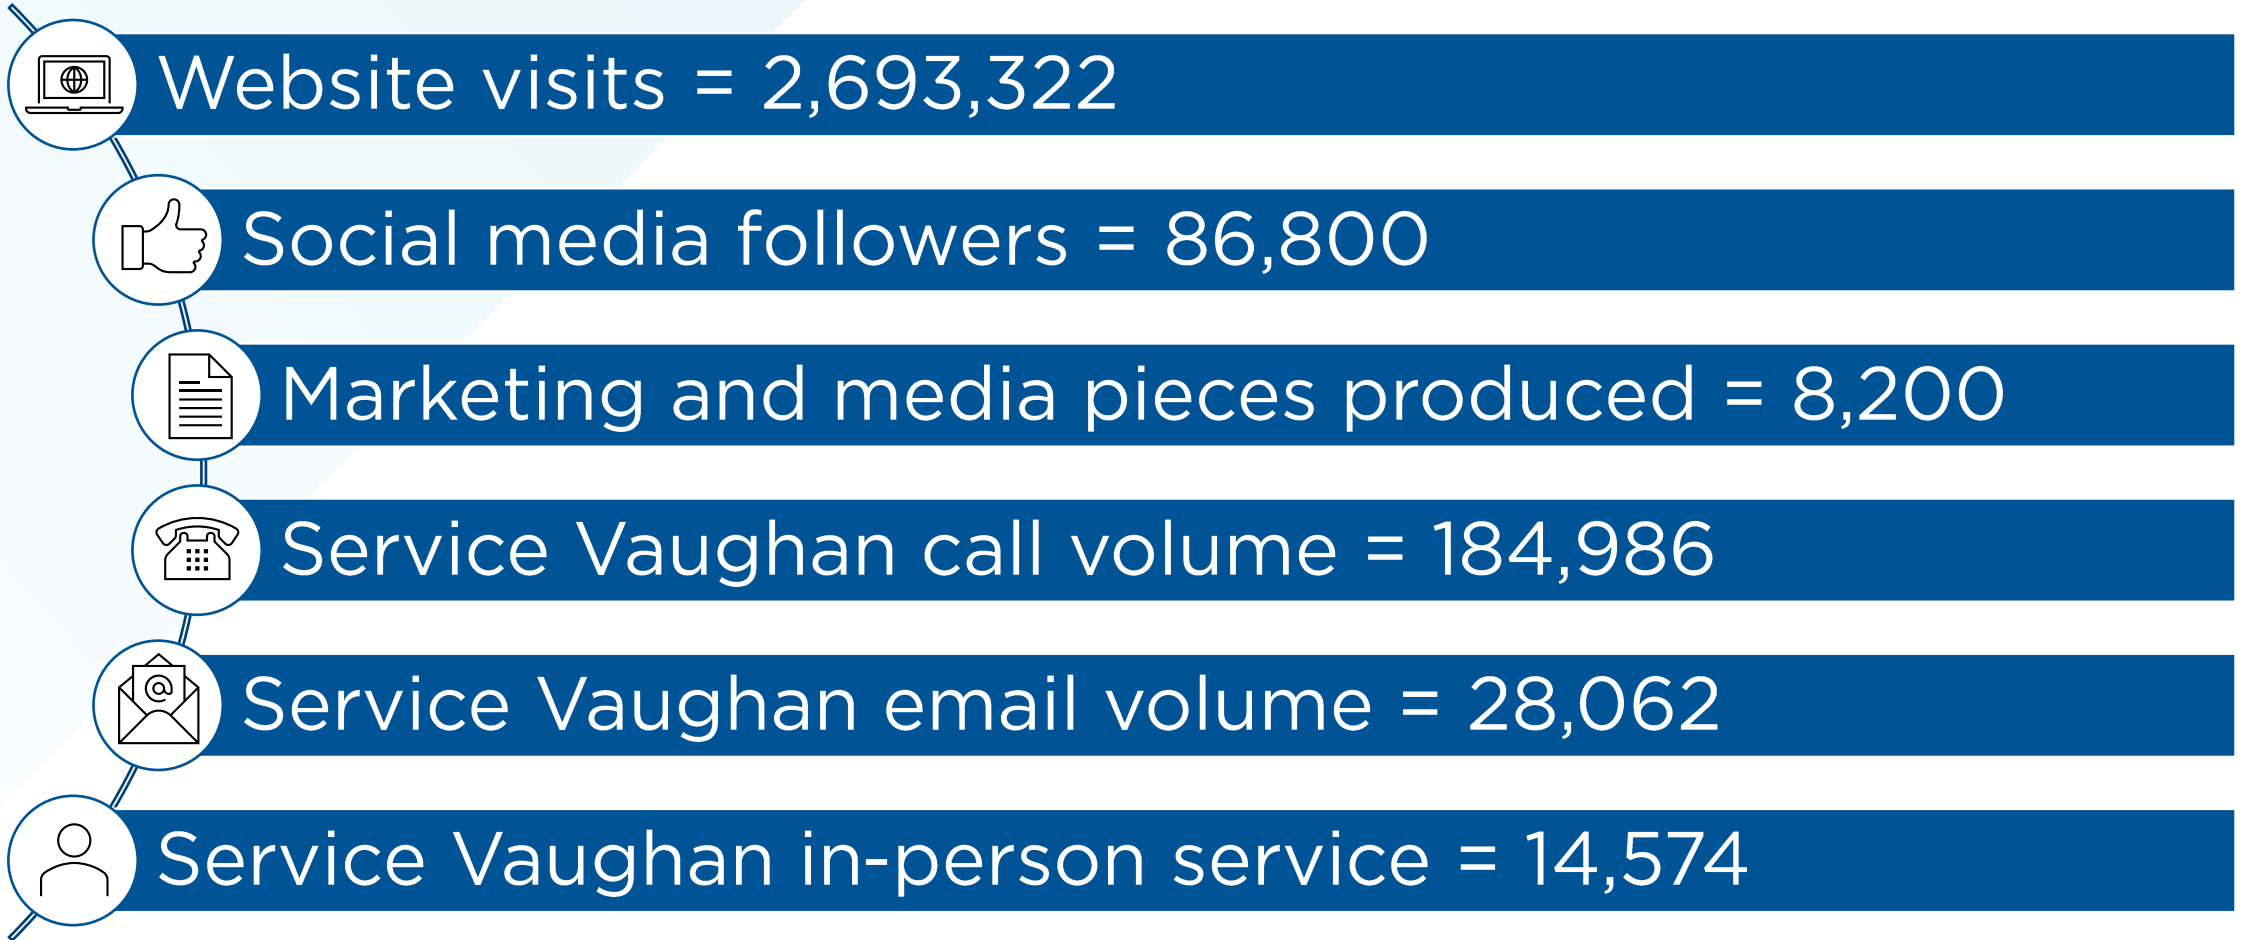 Website visits = 2,693,322
Social media followers = 86,800
Marketing and media pieces produced = 8,200
Service Vaughan call volume = 184,986
Service Vaughan email volume = 28,062
Service Vaughan in-person service = 14,574